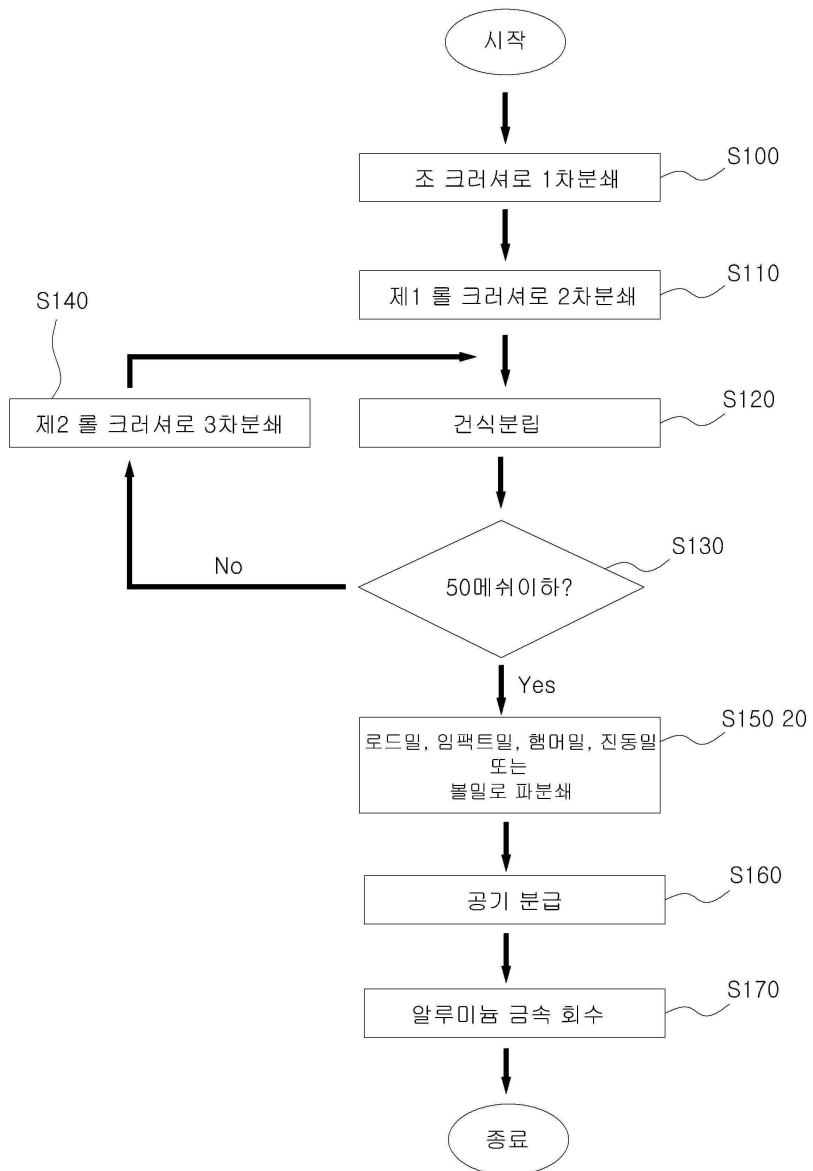 시작
조 크러셔로 1차분쇄
S100
제1 롤 크러셔로 2차분쇄
S110
S140
제2 롤 크러셔로 3차분쇄
건식분립
S120
50메쉬이하?
S130
No
Yes
로드밀, 임팩트밀, 햄머밀, 진동밀
또는
볼밀로 파분쇄
S150 20
공기 분급
S160
알루미늄 금속 회수
S170
종료